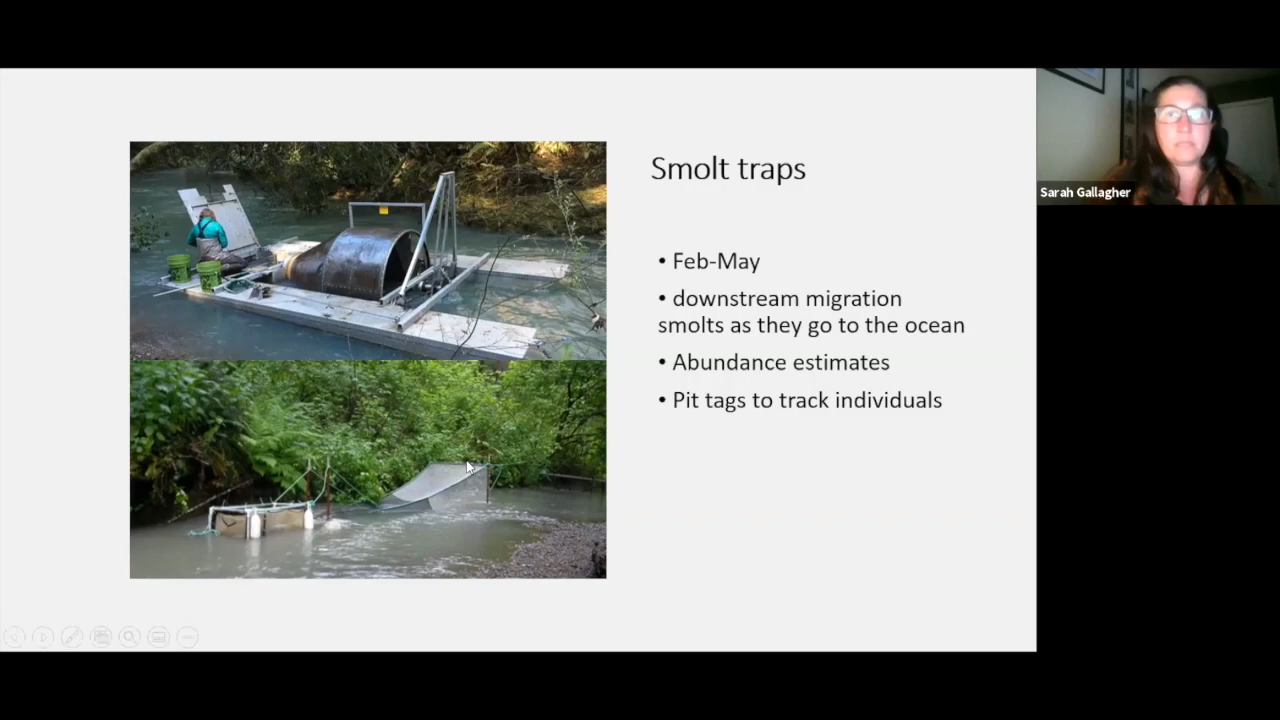 Smolt traps
• Feb-May
• downstream migration
smolts as they go to the ocean
• Abundance estimates
• Pit tags to track individuals
Sarah Gallagher